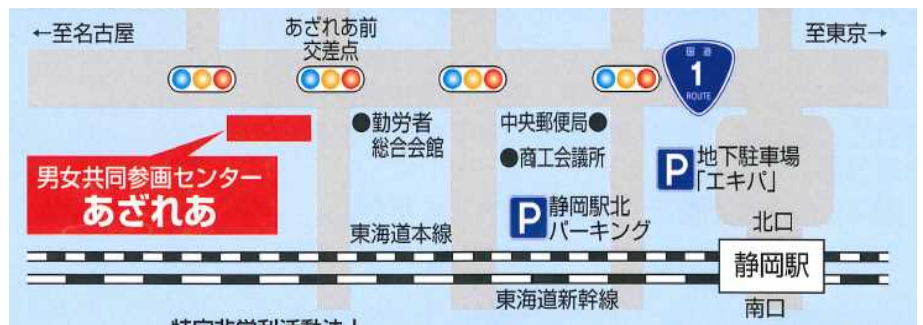 ←至名古屋
あざれあ前
交差点
国道
1
ROUTE
至東京→
勤労者
総合会館
中央郵便局
商工会議所
P
地下駐車場
「エキパ」
男女共同参画センター
あざれあ
P
静岡駅北
パーキング
北口
東海道本線
静岡駅
東海道新幹線
南口